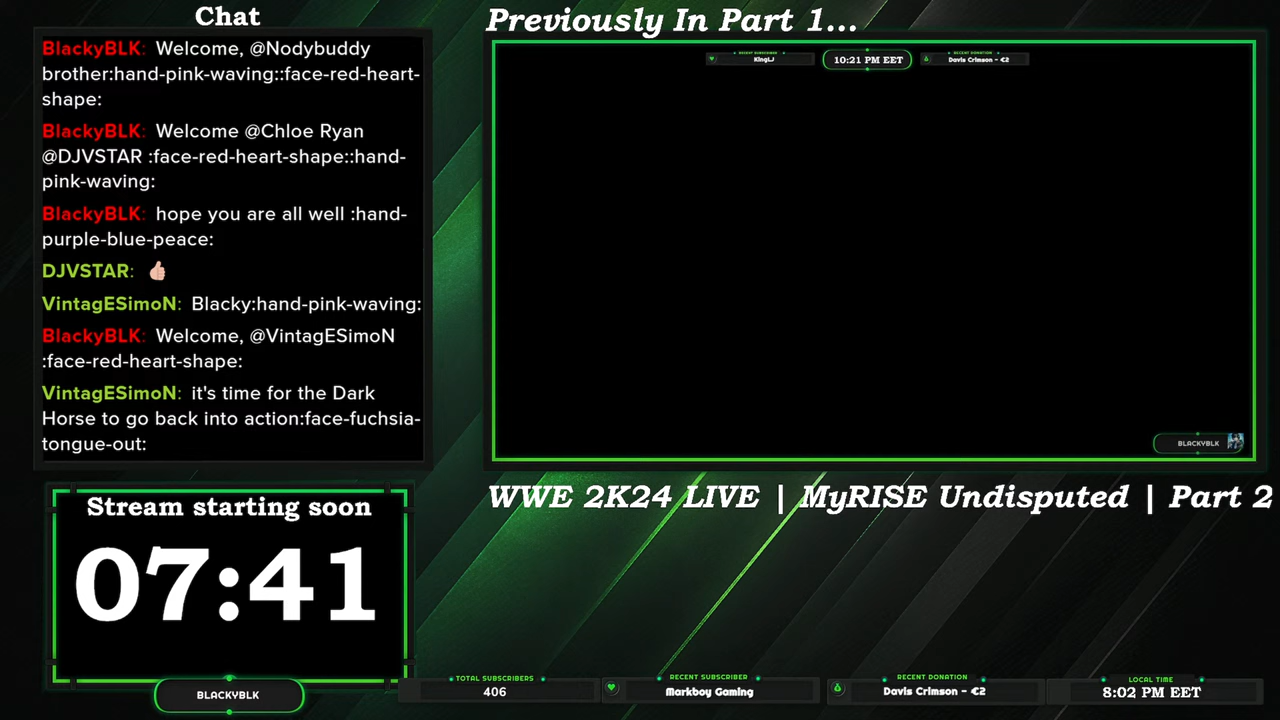 Chat
BlackyBLK: Welcome, @Nodybuddy
brother:hand-pink-waving::face-red-heart-
shape:
BlackyBLK: Welcome @Chloe Ryan
@DJVSTAR :face-red-heart-shape::hand-
pink-waving:
BlackyBLK: hope you are all well :hand-
purple-blue-peace:
DJVSTAR: 👍🏻
VintagESimoN: Blacky:hand-pink-waving:
BlackyBLK: Welcome, @VintagESimoN
:face-red-heart-shape:
VintagESimoN: it's time for the Dark
Horse to go back into action:face-fuchsia-
tongue-out:
Previously In Part 1...
RECENT SUBSCRIBER
KingLJ
10:21 PM EET
RECENT DONATION
Davis Crimson - €2
BLACKYBLK
WWE 2K24 LIVE | MyRISE Undisputed | Part 2
Stream starting soon
07:41
BLACKYBLK
TOTAL SUBSCRIBERS
406
RECENT SUBSCRIBER
Markboy Gaming
RECENT DONATION
Davis Crimson - €2
LOCAL TIME
8:02 PM EET